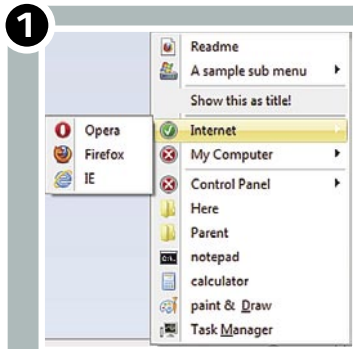 1
Readme
A sample sub menu
Show this as title!
Internet
My Computer
Control Panel
Here
Parent
notepad
calculator
paint & Draw
Task Manager
Opera
Firefox
IE